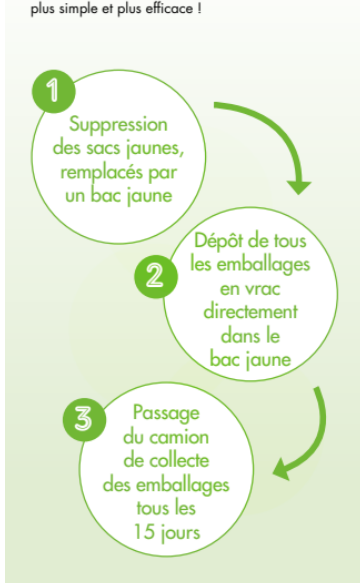 plus simple et plus efficace !
1
Suppression
des sacs jaunes,
remplacés par
un bac jaune
2
Dépôt de tous
les emballages
en vrac
directement
dans le
bac jaune
3
Passage
du camion
de collecte
des emballages
tous les
15 jours